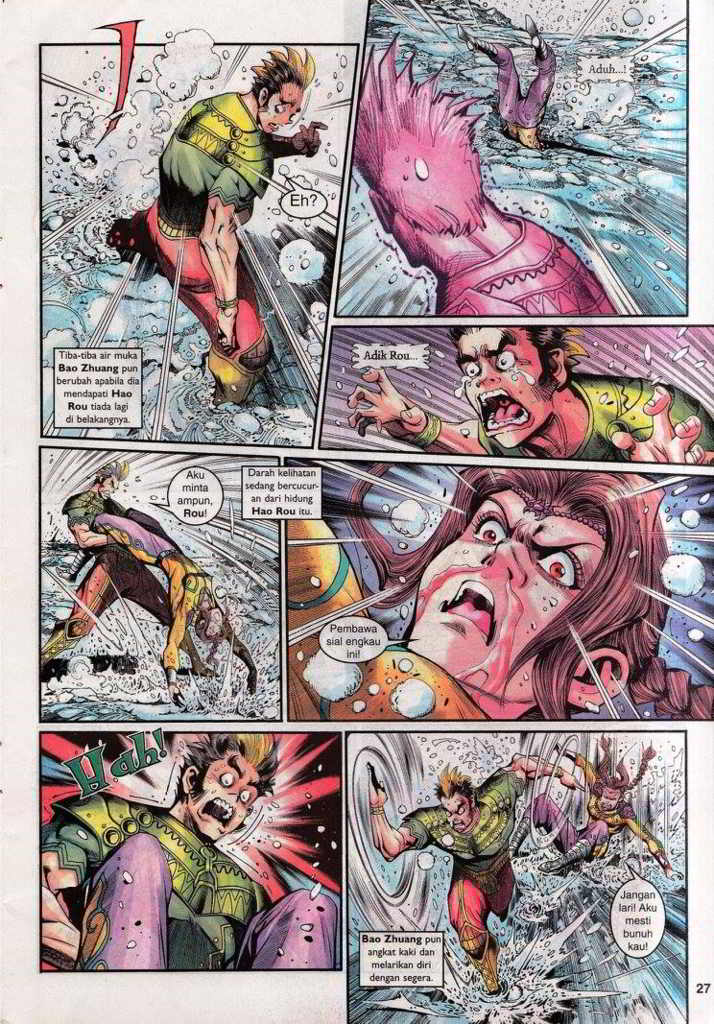 !
Eh?
Tiba-tiba air muka
Bao Zhuang pun
berubah apabila dia
mendapati Hao
Rou tiada lagi
di belakangnya.
Aduh...!
Adik Rou...
Aku
minta
ampun,
Rou!
Darah kelihatan
sedang bercucur-
an dari hidung
Hao Rou itu.
Pembawa
sial engkau
ini!
Hah!
Bao Zhuang pun
angkat kaki dan
melarikan diri
dengan segera.
Jangan
lari! Aku
mesti
bunuh
kau!
27